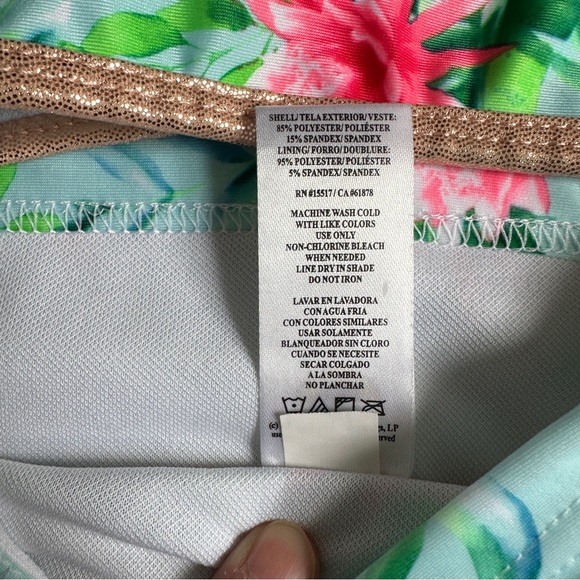 SHELL/ TELA EXTERIOR/ VESTE:
85% POLYESTER/ POLIÉSTER
15% SPANDEX/ SPANDEX
LINING/ FORRO/ DOUBLURE:
95% POLYESTER/ POLIÉSTER
5% SPANDEX/ SPANDEX
RN #15517/ CA #61878
MACHINE WASH COLD
WITH LIKE COLORS
USE ONLY
NON-CHLORINE BLEACH
WHEN NEEDED
LINE DRY IN SHADE
DO NOT IRON
LAVAR EN LAVADORA
CON AGUA FRIA
CON COLORES SIMILARES
USAR SOLAMENTE
BLANQUEADOR SIN CLORO
CUANDO SE NECESITE
SECAR COLGADO
A LA SOMBRA
NO PLANCHAR
(c) LP
reserved